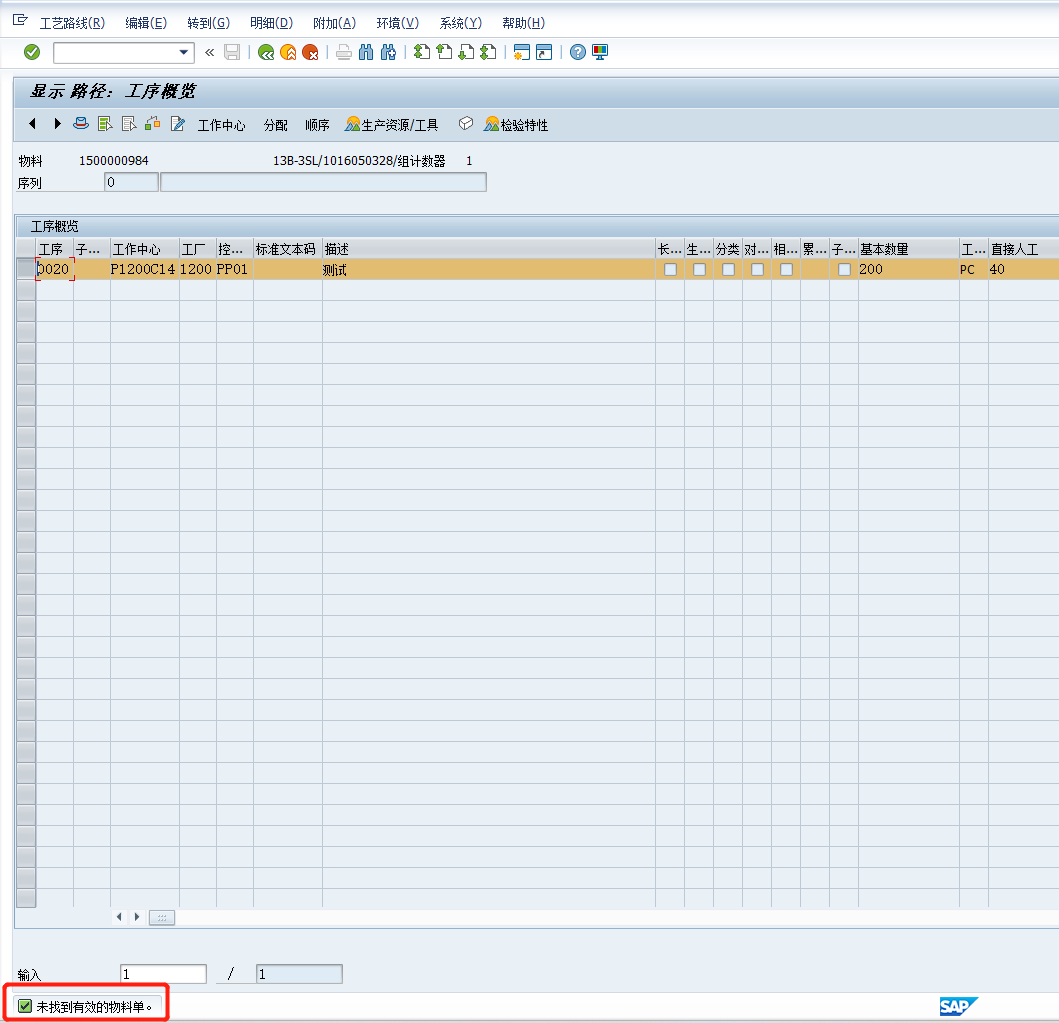 工艺路线(R) 编辑(E) 转到(G) 明细(D) 附加(A) 环境(V) 系统(Y) 帮助(H)
显示 路径: 工序概览
工作中心 分配 顺序 生产资源/工具 检验特性
物料 1500000984 13B-3SL/1016050328/组计数器 1
序列 0
工序概览
工序 子... 工作中心 工厂 控... 标准文本码 描述 长... 生... 分类 对... 相... 累... 子... 基本数量 工... 直接人工
0020 P1200C14 1200 PP01 测试 200 PC 40
输入 1 / 1
未找到有效的物料单。
SAP